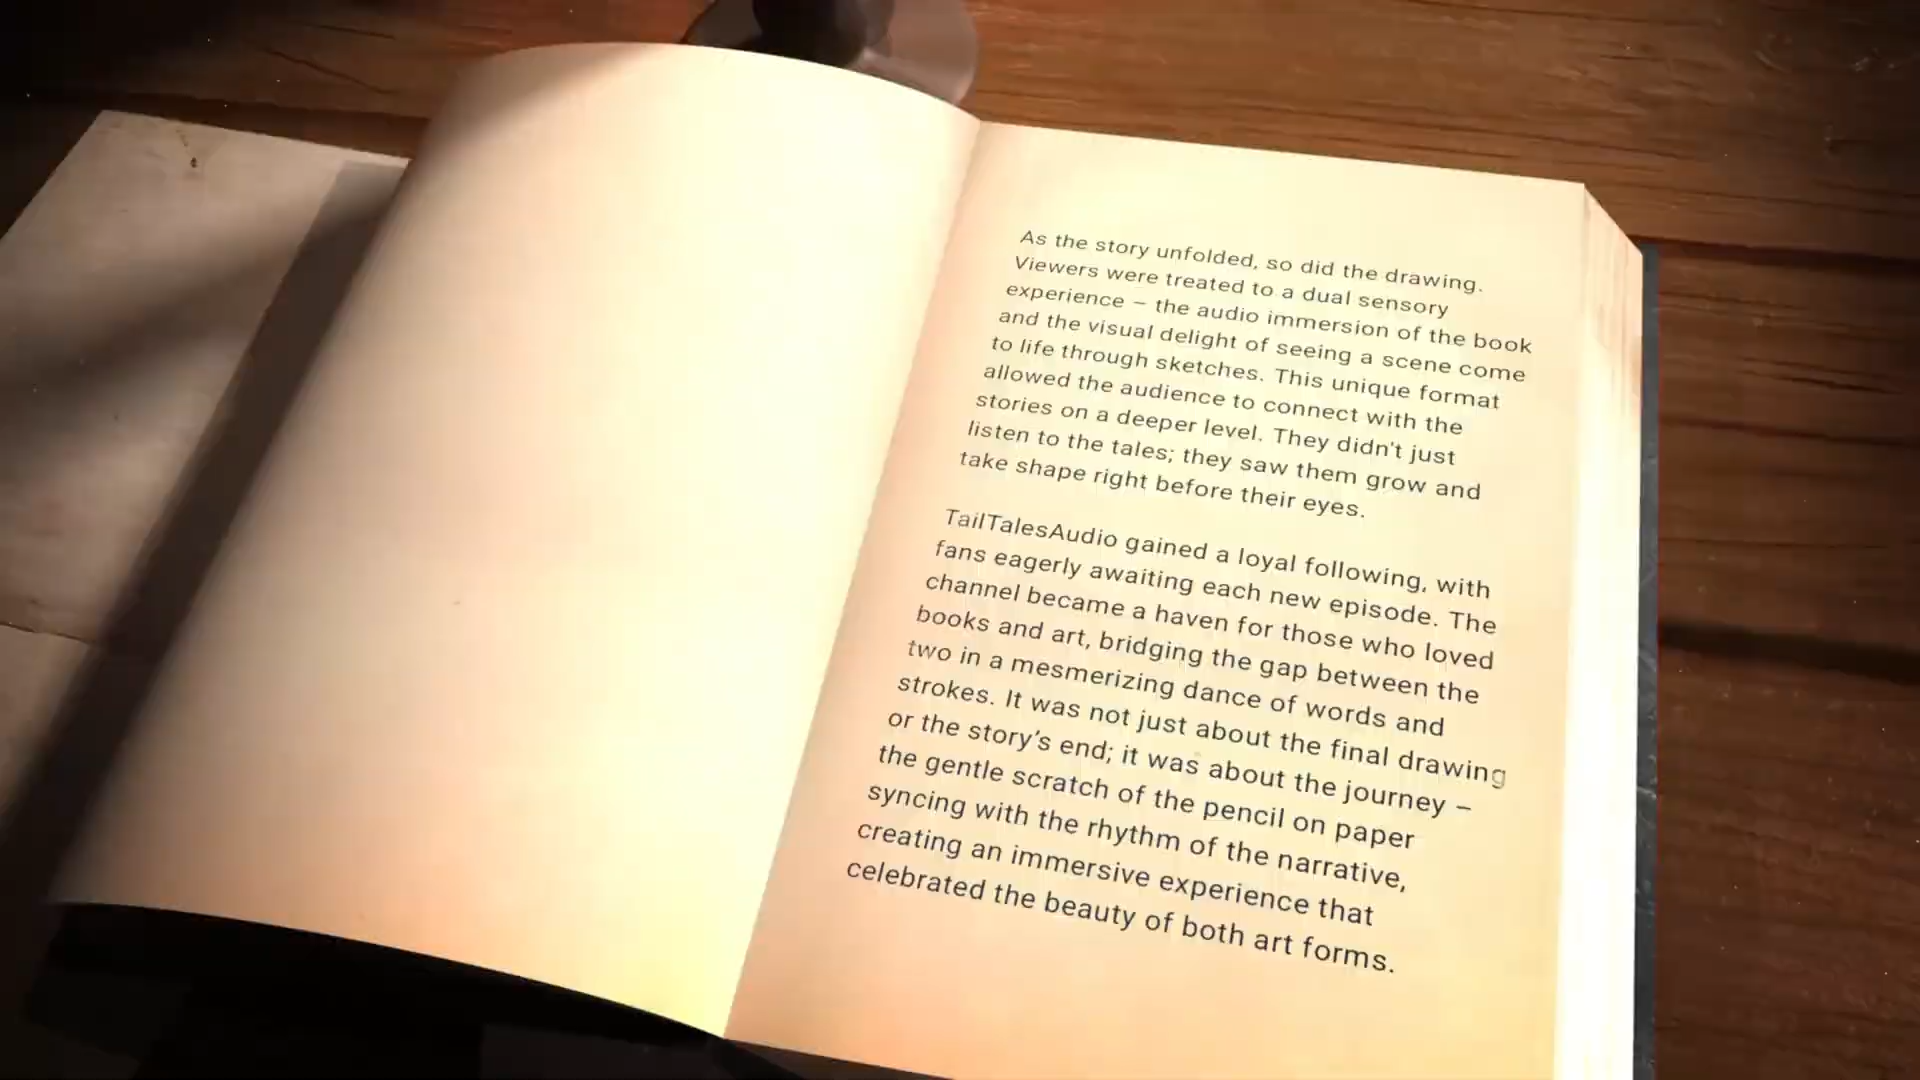 As the story unfolded, so did the drawing.
Viewers were treated to a dual sensory
experience – the audio immersion of the book
and the visual delight of seeing a scene come
to life through sketches. This unique format
allowed the audience to connect with the
stories on a deeper level. They didn't just
listen to the tales; they saw them grow and
take shape right before their eyes.
TailTalesAudio gained a loyal following, with
fans eagerly awaiting each new episode. The
channel became a haven for those who loved
books and art, bridging the gap between the
two in a mesmerizing dance of words and
strokes. It was not just about the final drawing
or the story’s end; it was about the journey –
the gentle scratch of the pencil on paper
syncing with the rhythm of the narrative,
creating an immersive experience that
celebrated the beauty of both art forms.